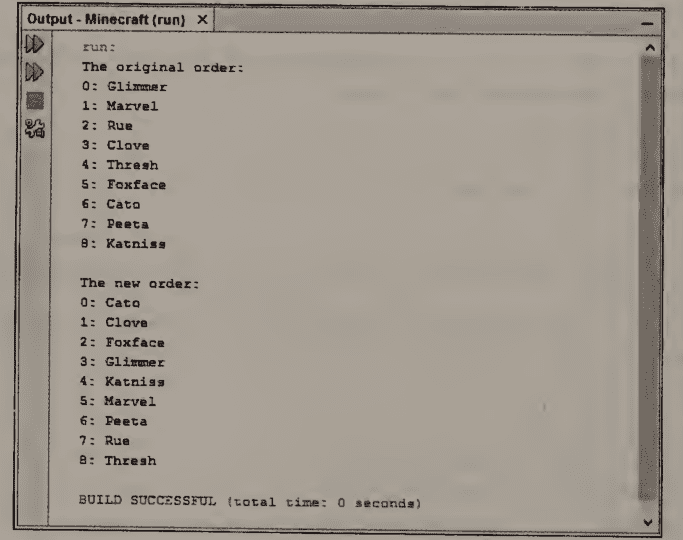 Output - Minecraft (run) ×
run:
The original order:
0: Glimmer
1: Marvel
2: Rue
3: Clove
4: Thresh
5: Foxface
6: Cato
7: Peeta
8: Katniss
The new order:
0: Cato
1: Clove
2: Foxface
3: Glimmer
4: Katniss
5: Marvel
6: Peeta
7: Rue
8: Thresh
BUILD SUCCESSFUL (total time: 0 seconds)